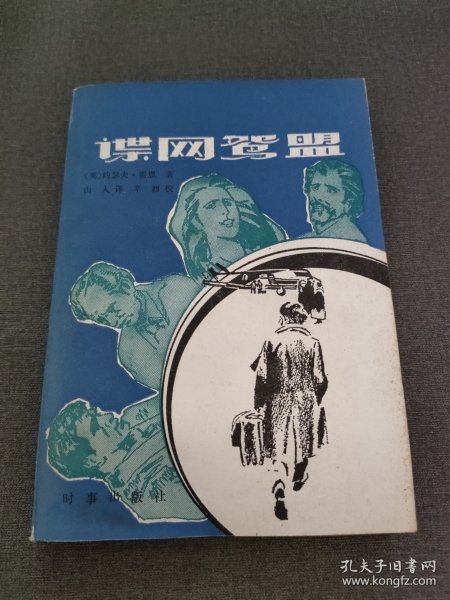 谍网鸳盟
〔英〕约瑟夫·霍恩 著
山人译 辛酉校
时事出版社
孔夫子旧书网
www.kongfz.com